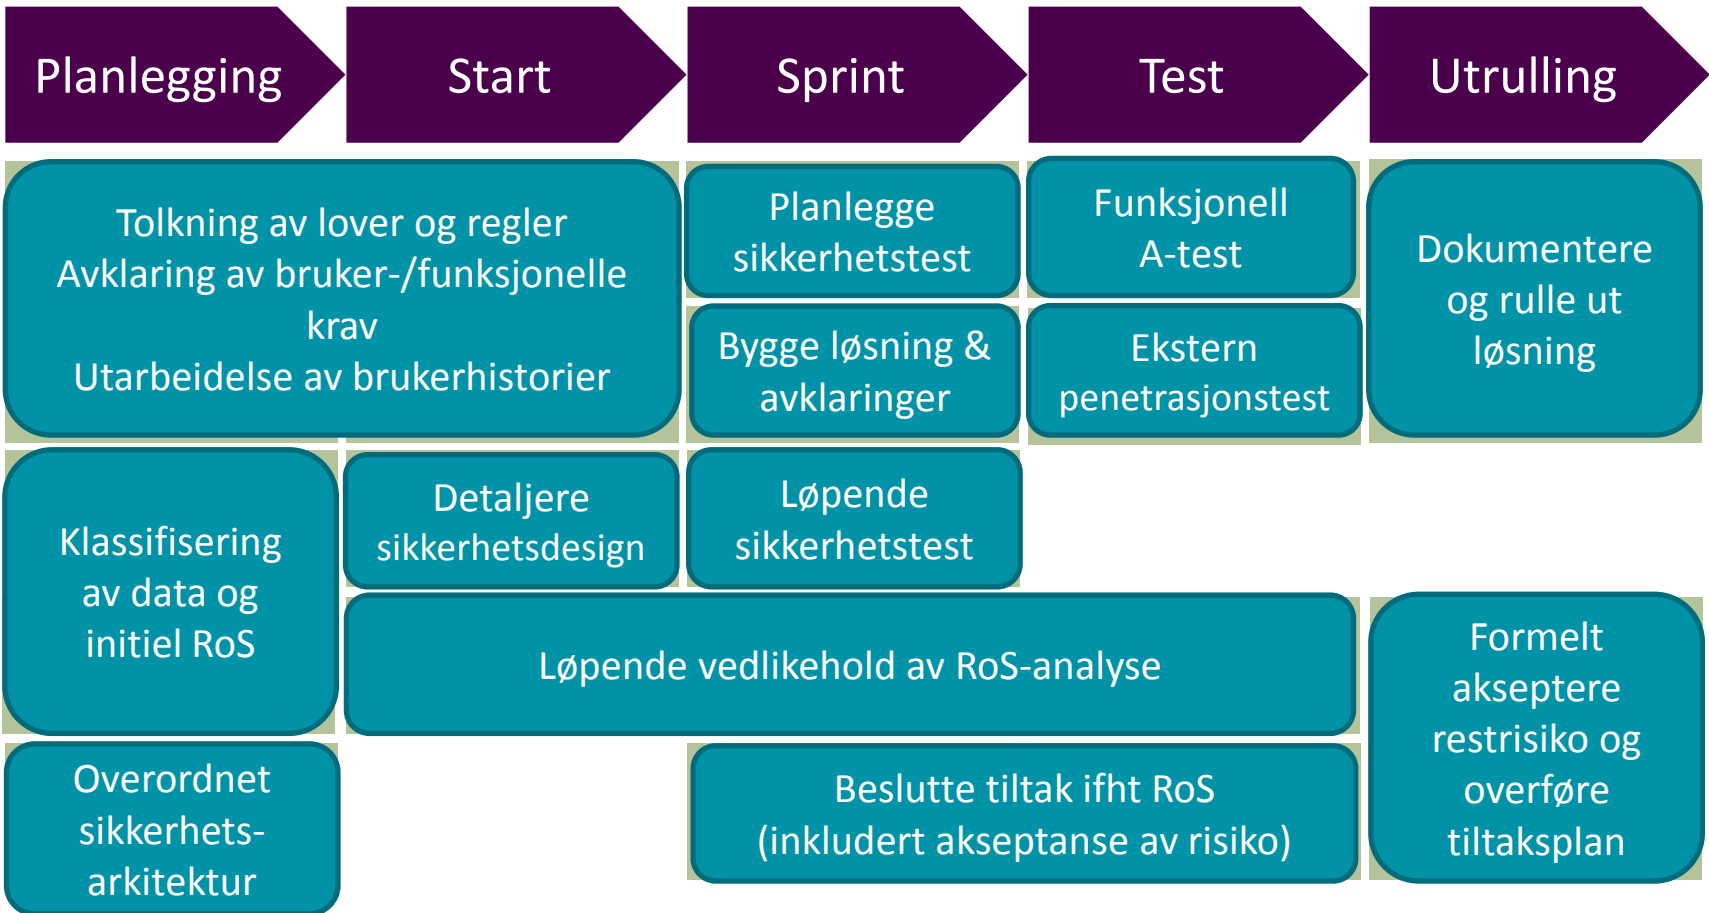 Planlegging
Start
Sprint
Test
Utrulling
Tolkning av lover og regler
Avklaring av bruker-/funksjonelle
krav
Utarbeidelse av brukerhistorier
Planlegge
sikkerhetstest
Funksjonell
A-test
Dokumentere
og rulle ut
løsning
Bygge løsning &
avklaringer
Ekstern
penetrasjonstest
Klassifisering
av data og
initiel RoS
Detaljere
sikkerhetsdesign
Løpende
sikkerhetstest
Løpende vedlikehold av RoS-analyse
Formelt
akseptere
restrisiko og
overføre
tiltaksplan
Overordnet
sikkerhets-
arkitektur
Beslutte tiltak ifht RoS
(inkludert akseptanse av risiko)